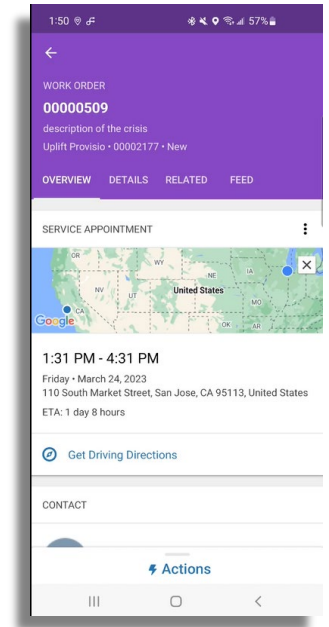 1:50
57%
WORK ORDER
00000509
description of the crisis
Uplift Provisio • 00002177 • New
OVERVIEW DETAILS RELATED FEED
SERVICE APPOINTMENT
OR
WY
IA
NE
NV
UT
United States
CA
MO
Google
OK
AR
1:31 PM - 4:31 PM
Friday • March 24, 2023
110 South Market Street, San Jose, CA 95113, United States
ETA: 1 day 8 hours
Get Driving Directions
CONTACT
Actions